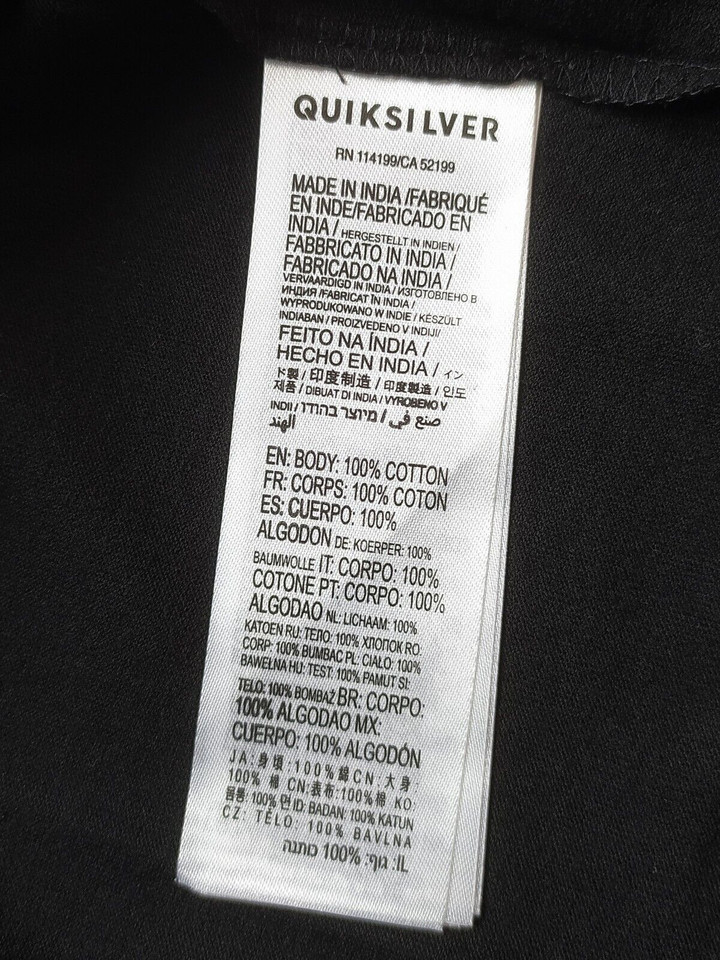 QUIKSILVER
RN 114199/CA 52199
MADE IN INDIA /FABRIQUÉ
EN INDE/FABRICADO EN
INDIA / HERGESTELLT IN INDIEN /
FABBRICATO IN INDIA /
FABRICADO NA INDIA /
VERVAARDIGD IN INDIA / ИЗГОТОВЛЕНО В
ИНДИЯ /FABRICAT ÎN INDIA /
WYPRODUKOWANO W INDIE / KÉSZÜLT
INDIABAN / PROIZVEDENO V INDIJI/
FEITO NA ÍNDIA /
HECHO EN INDIA / イン
ド製 / 印度制造 / 印度製造 / 인도
제품 / DIBUAT DI INDIA / VYROBENO V
INDII / מיוצר בהודו / صنع في
الهند
EN: BODY: 100% COTTON
FR: CORPS: 100% COTON
ES: CUERPO: 100%
ALGODON DE: KOERPER: 100%
BAUMWOLLE IT: CORPO: 100%
COTONE PT: CORPO: 100%
ALGODAO NL: LICHAAM: 100%
KATOEN RU: ТЕЛО: 100% ХЛОПОК RO:
CORP: 100% BUMBAC PL: CIAŁO: 100%
BAWEŁNA HU: TEST: 100% PAMUT SI:
TELO: 100% BOMBAŽ BR: CORPO:
100% ALGODAO MX:
CUERPO: 100% ALGODÓN
JA: 身頃: 100% 綿 CN: 大身:
100% 棉 CN: 表布: 100% 棉 KO:
몸통: 100% 면 ID: BADAN: 100% KATUN
CZ: TĚLO: 100% BAVLNA
IL: גוף: 100% כותנה